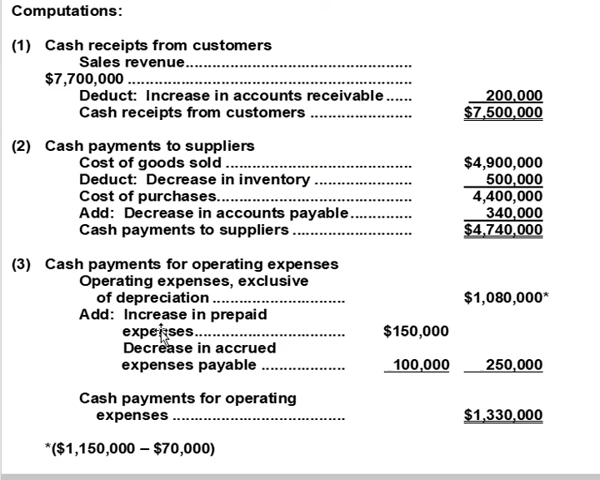 Computations:
(1) Cash receipts from customers
Sales revenue....................................................
$7,700,000 .................................................................
Deduct: Increase in accounts receivable...... 200,000
Cash receipts from customers ....................... $7,500,000
(2) Cash payments to suppliers
Cost of goods sold ........................................... $4,900,000
Deduct: Decrease in inventory ...................... 500,000
Cost of purchases............................................. 4,400,000
Add: Decrease in accounts payable.............. 340,000
Cash payments to suppliers ........................... $4,740,000
(3) Cash payments for operating expenses
Operating expenses, exclusive
of depreciation ............................... $1,080,000*
Add: Increase in prepaid
expenses................................... $150,000
Decrease in accrued
expenses payable .................... 100,000 250,000
Cash payments for operating
expenses ........................................ $1,330,000
*($1,150,000 – $70,000)